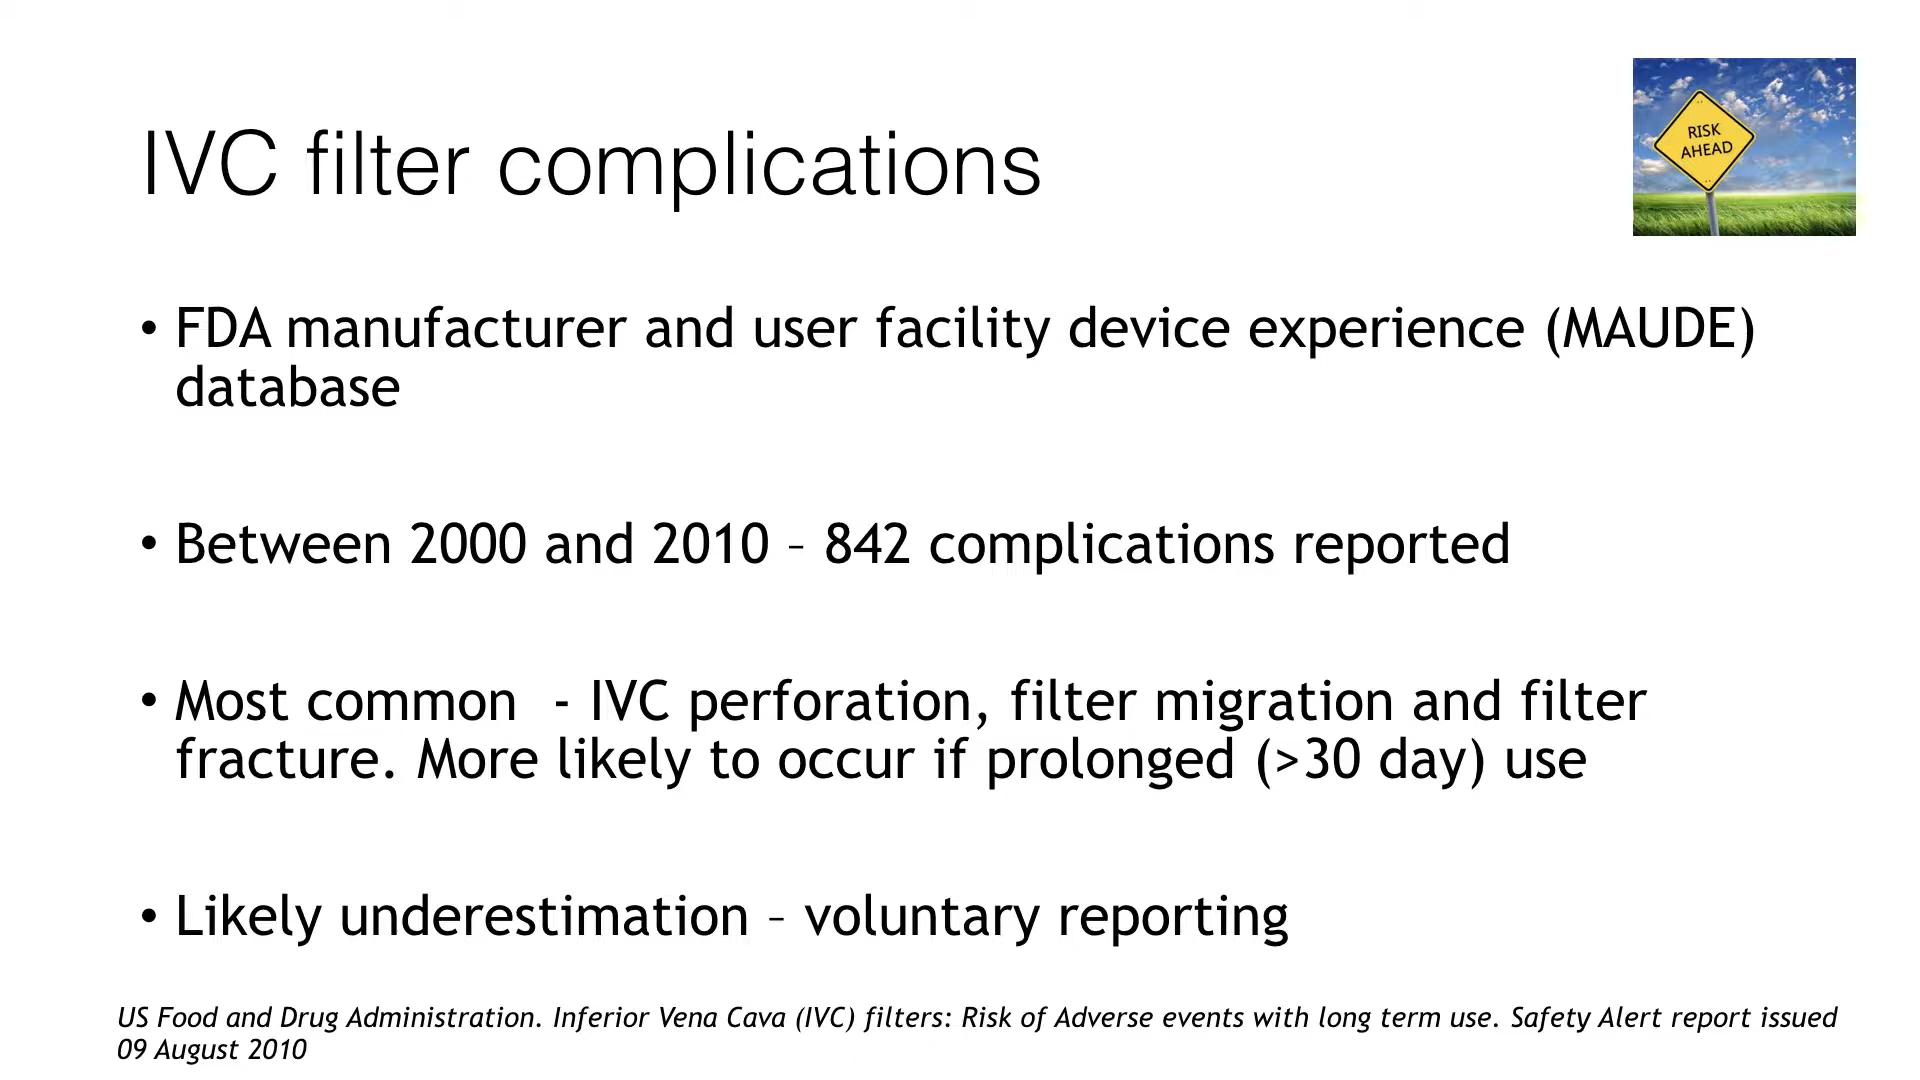 IVC filter complications
RISK
AHEAD
• FDA manufacturer and user facility device experience (MAUDE)
database
• Between 2000 and 2010 – 842 complications reported
• Most common  - IVC perforation, filter migration and filter
fracture. More likely to occur if prolonged (>30 day) use
• Likely underestimation – voluntary reporting
US Food and Drug Administration. Inferior Vena Cava (IVC) filters: Risk of Adverse events with long term use. Safety Alert report issued
09 August 2010